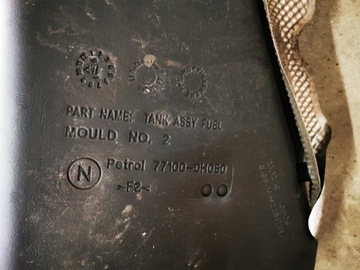 PART NAME: TANK ASSY FUEL
MOULD. NO. 2
N Petrol 77100-0H050
>F2<